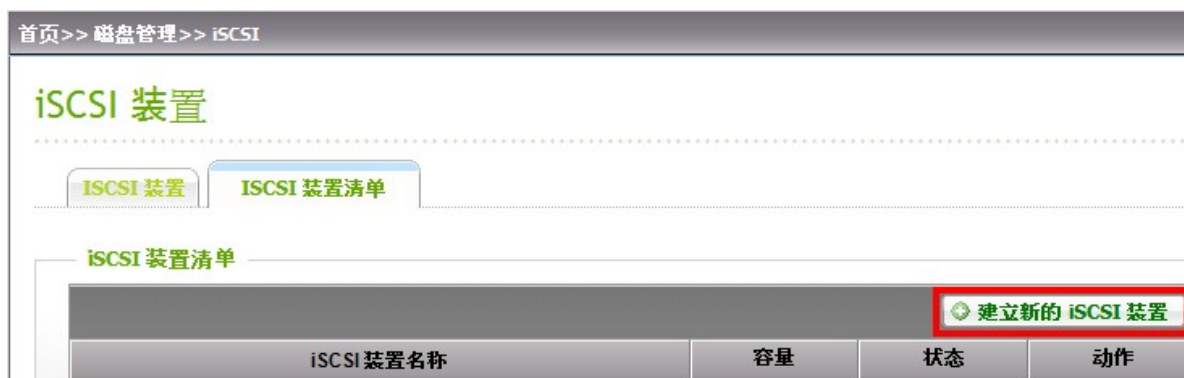 首页>> 磁盘管理>> iSCSI
iSCSI 装置
ISCSI 装置 ISCSI 装置清单
iSCSI 装置清单
建立新的 iSCSI 装置
iSCSI装置名称 容量 状态 动作